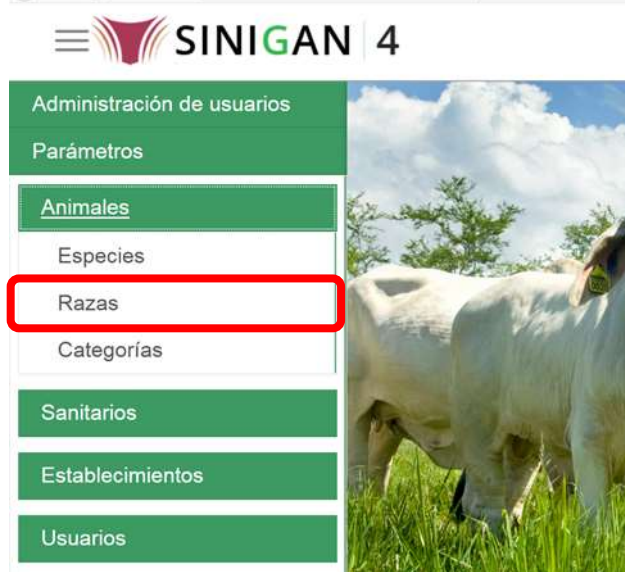 SINIGAN 4
Administración de usuarios
Parámetros
Animales
Especies
Razas
Categorías
Sanitarios
Establecimientos
Usuarios